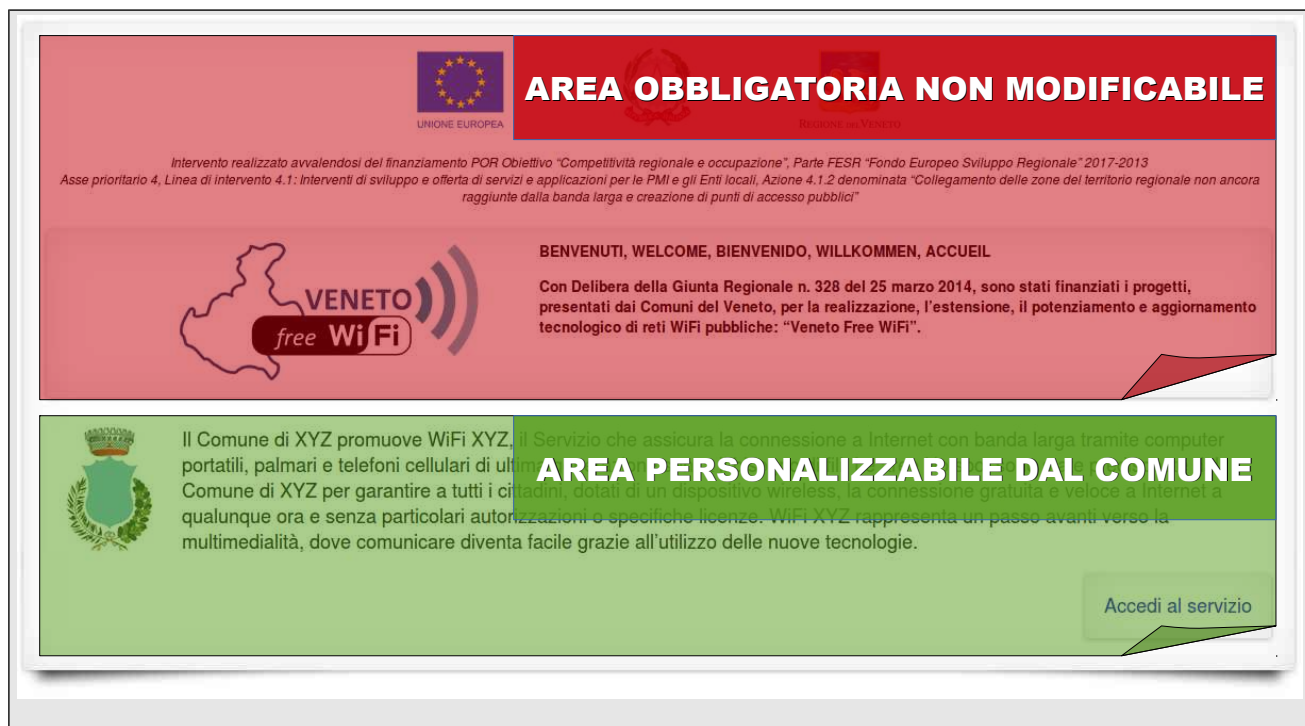 UNIONE EUROPEA
AREA OBBLIGATORIA NON MODIFICABILE
REGIONE DEL VENETO
Intervento realizzato avvalendosi del finanziamento POR Obiettivo “Competitività regionale e occupazione”, Parte FESR “Fondo Europeo Sviluppo Regionale” 2017-2013
Asse prioritario 4, Linea di intervento 4.1: Interventi di sviluppo e offerta di servizi e applicazioni per le PMI e gli Enti locali, Azione 4.1.2 denominata “Collegamento delle zone del territorio regionale non ancora
raggiunte dalla banda larga e creazione di punti di accesso pubblici”
VENETO
free WiFi
BENVENUTI, WELCOME, BIENVENIDO, WILLKOMMEN, ACCUEIL
Con Delibera della Giunta Regionale n. 328 del 25 marzo 2014, sono stati finanziati i progetti,
presentati dai Comuni del Veneto, per la realizzazione, l’estensione, il potenziamento e aggiornamento
tecnologico di reti WiFi pubbliche: “Veneto Free WiFi”.
Il Comune di XYZ promuove WiFi XYZ, il Servizio che assicura la connessione a Internet con banda larga tramite computer
portatili, palmari e telefoni cellulari di
AREA PERSONALIZZABILE DAL COMUNE
Comune di XYZ per garantire a tutti i cittadini, dotati di un dispositivo wireless, la connessione gratuita e veloce a Internet a
qualunque ora e senza particolari autorizzazioni o specifiche licenze. WiFi XYZ rappresenta un passo avanti verso la
multimedialità, dove comunicare diventa facile grazie all’utilizzo delle nuove tecnologie.
Accedi al servizio